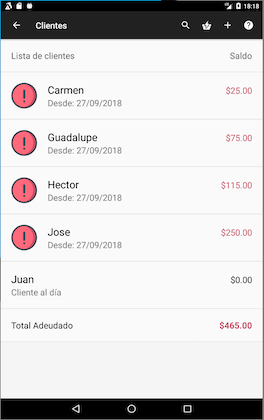 18:18
Clientes
Lista de clientes Saldo
Carmen $25.00
Desde: 27/09/2018
Guadalupe $75.00
Desde: 27/09/2018
Hector $115.00
Desde: 27/09/2018
Jose $250.00
Desde: 27/09/2018
Juan $0.00
Cliente al día
Total Adeudado $465.00